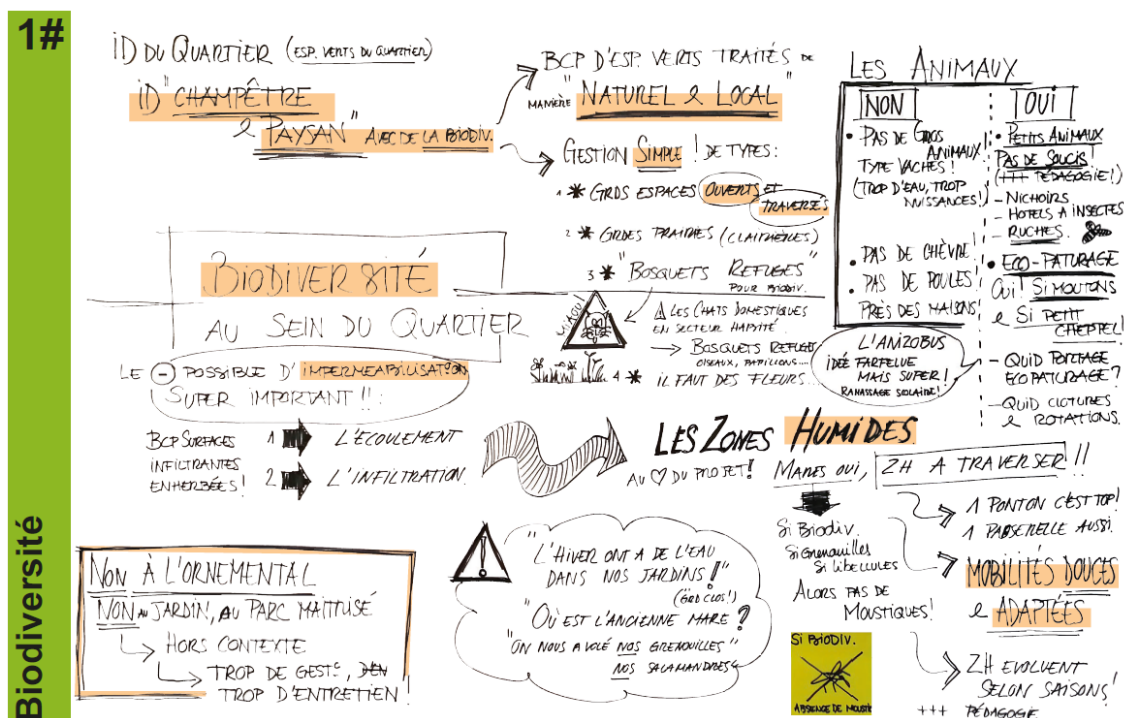 1#
Biodiversité
ID DU QUARTIER (ESP. VERTS DU QUARTIER)
ID "CHAMPÊTRE
& PAYSAN" AVEC DE LA BIODIV.
BCP D'ESP. VERTS TRAITÉS DE
MANIÈRE "NATUREL & LOCAL"
GESTION SIMPLE ! DE TYPES :
1 * GRDS ESPACES OUVERTS ET
TRAVERSÉS
2 * GRDES PRAIRIES (CLAIRIÈRES)
3 * "BOSQUETS REFUGES"
POUR BIODIV.
MIAOU!
LES CHATS DOMESTIQUES
EN SECTEUR HABITÉ
BOSQUETS REFUGE
OISEAUX, PAPILLONS...
4 * IL FAUT DES FLEURS...
BIODIVERSITÉ
AU SEIN DU QUARTIER
LE - POSSIBLE D'IMPERMEABILISATION
SUPER IMPORTANT !! :
BCP SURFACES
INFILTRANTES
ENHERBÉES !
1 L'ÉCOULEMENT
2 L'INFILTRATION.
LES ANIMAUX
NON
• PAS DE GROS
ANIMAUX!
TYPE VACHES !
(TROP D'EAU, TROP
NUISANCES!)
• PAS DE CHÈVRE!
• PAS DE POULES!
PRÈS DES MAISONS!
OUI
• PETITS ANIMAUX
PAS DE SOUCIS!
(+++ PÉDAGOGIE!)
- NICHOIRS
- HOTELS A INSECTES
- RUCHES.
• ECO-PATURAGE
OUI! SI MOUTONS
& SI PETIT
CHEPTEL!
- QUID PORTAGE
ECOPATURAGE?
- QUID CLOTURES
& ROTATIONS.
L'ANIZOBUS
IDÉE FARFELUE
MAIS SUPER!
RAMASSAGE SCOLAIRE!
LES ZONES HUMIDES
AU ♡ DU PROJET!
MARES OUI, ZH A TRAVERSER !!
Si Biodiv.
Si Grenouilles
Si Libellules
ALORS PAS DE
MOUSTIQUES!
1 PONTON C'EST TOP!
1 PASSERELLE AUSSI.
MOBILITÉS DOUCES
& ADAPTÉES
ZH EVOLUENT
SELON SAISONS!
+++ PÉDAGOGIE
Si BIODIV.
ABSENCE DE MOUSTI
NON À L'ORNEMENTAL
NON AU JARDIN, AU PARC MAITRISÉ
HORS CONTEXTE
TROP DE GEST°,
TROP D'ENTRETIEN!
"L'HIVER ONT A DE L'EAU
DANS NOS JARDINS!"
(GRD CLOS!)
"OÙ EST L'ANCIENNE MARE ?
"ON NOUS A VOLÉ NOS GRENOUILLES"
NOS SALAMANDRES"